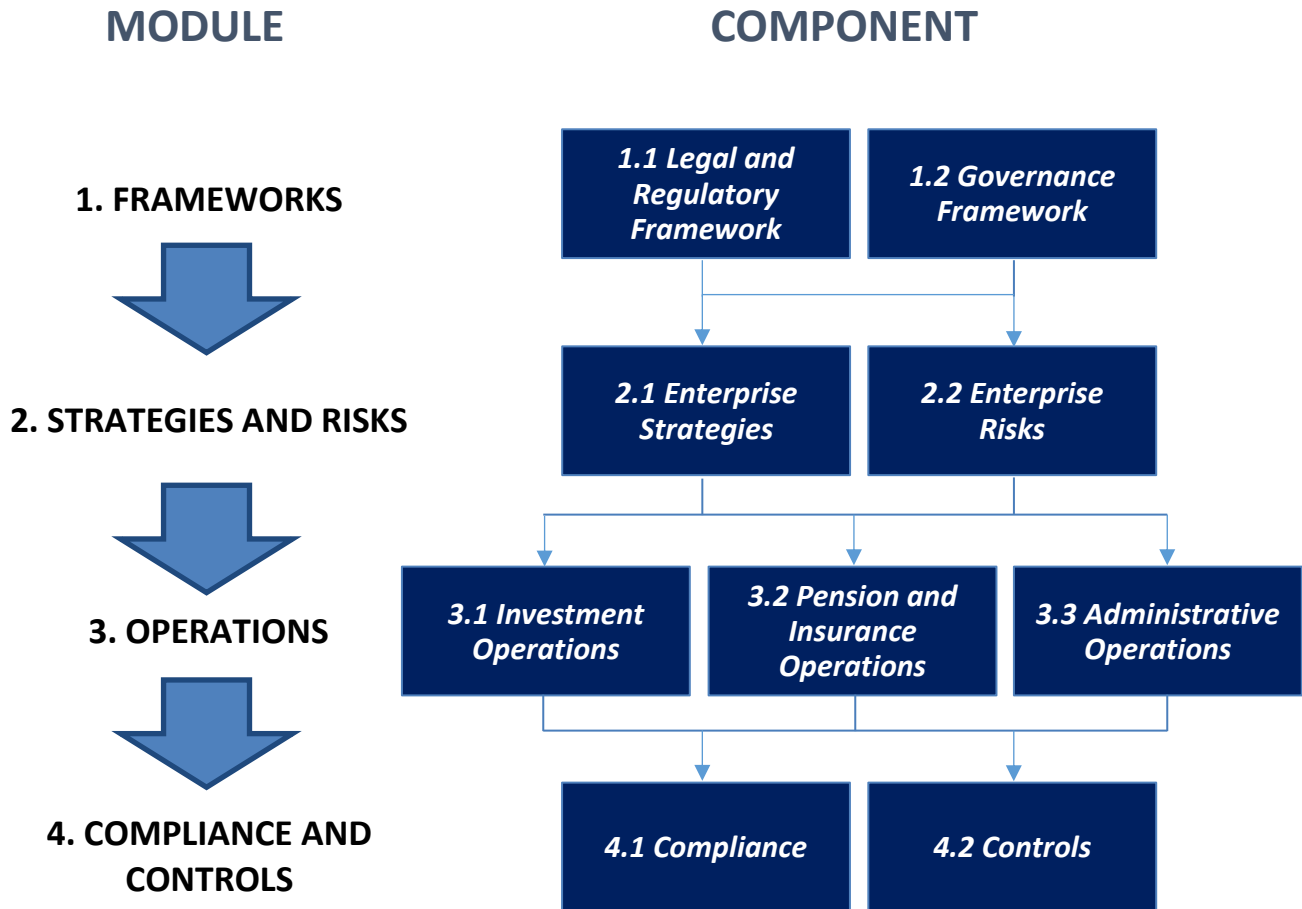 MODULE
COMPONENT
1. FRAMEWORKS
1.1 Legal and
Regulatory
Framework
1.2 Governance
Framework
2. STRATEGIES AND RISKS
2.1 Enterprise
Strategies
2.2 Enterprise
Risks
3. OPERATIONS
3.1 Investment
Operations
3.2 Pension and
Insurance
Operations
3.3 Administrative
Operations
4. COMPLIANCE AND
CONTROLS
4.1 Compliance
4.2 Controls